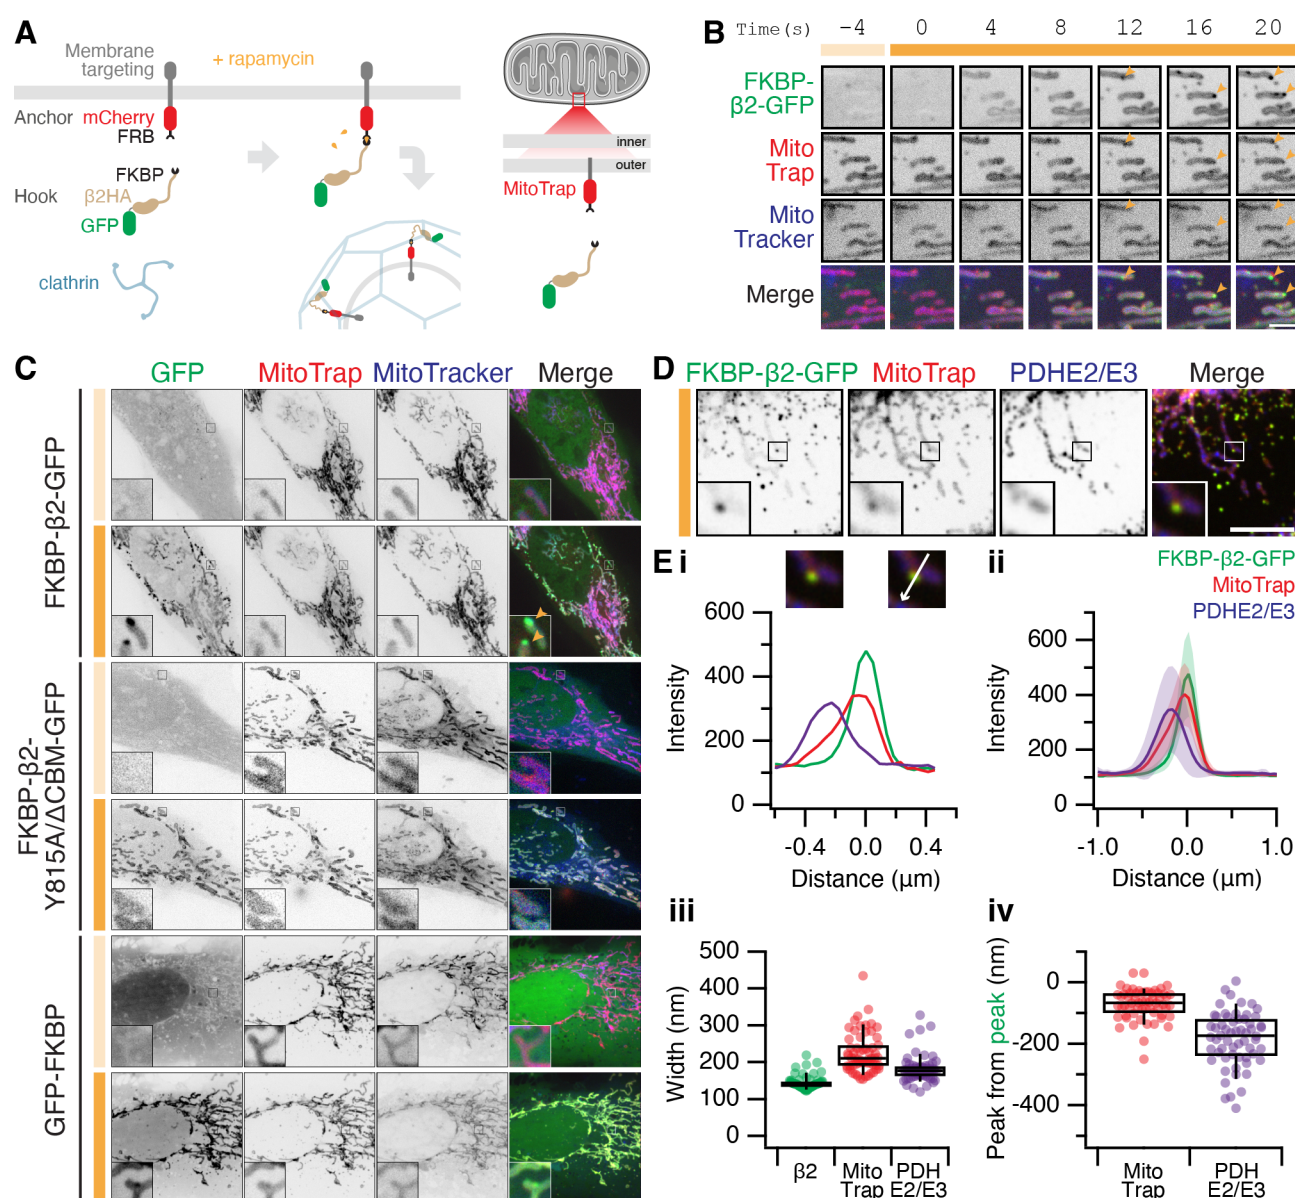 A
Membrane
targeting
+ rapamycin
Anchor mCherry
FRB
FKBP
Hook β2HA
GFP
clathrin
inner
outer
MitoTrap
B Time(s) -4 0 4 8 12 16 20
FKBP-
β2-GFP
Mito
Trap
Mito
Tracker
Merge
C GFP MitoTrap MitoTracker Merge
FKBP-β2-GFP
FKBP-β2-
Y815A/ΔCBM-GFP
GFP-FKBP
D FKBP-β2-GFP MitoTrap PDHE2/E3 Merge
E i
600
400
200
0
Intensity
-0.4 0.0 0.4
Distance (μm)
ii
FKBP-β2-GFP
MitoTrap
PDHE2/E3
600
400
200
0
Intensity
-1.0 0.0 1.0
Distance (μm)
iii
500
400
300
200
100
0
Width (nm)
β2 Mito PDH
Trap E2/E3
iv
0
-200
-400
Peak from peak (nm)
Mito PDH
Trap E2/E3